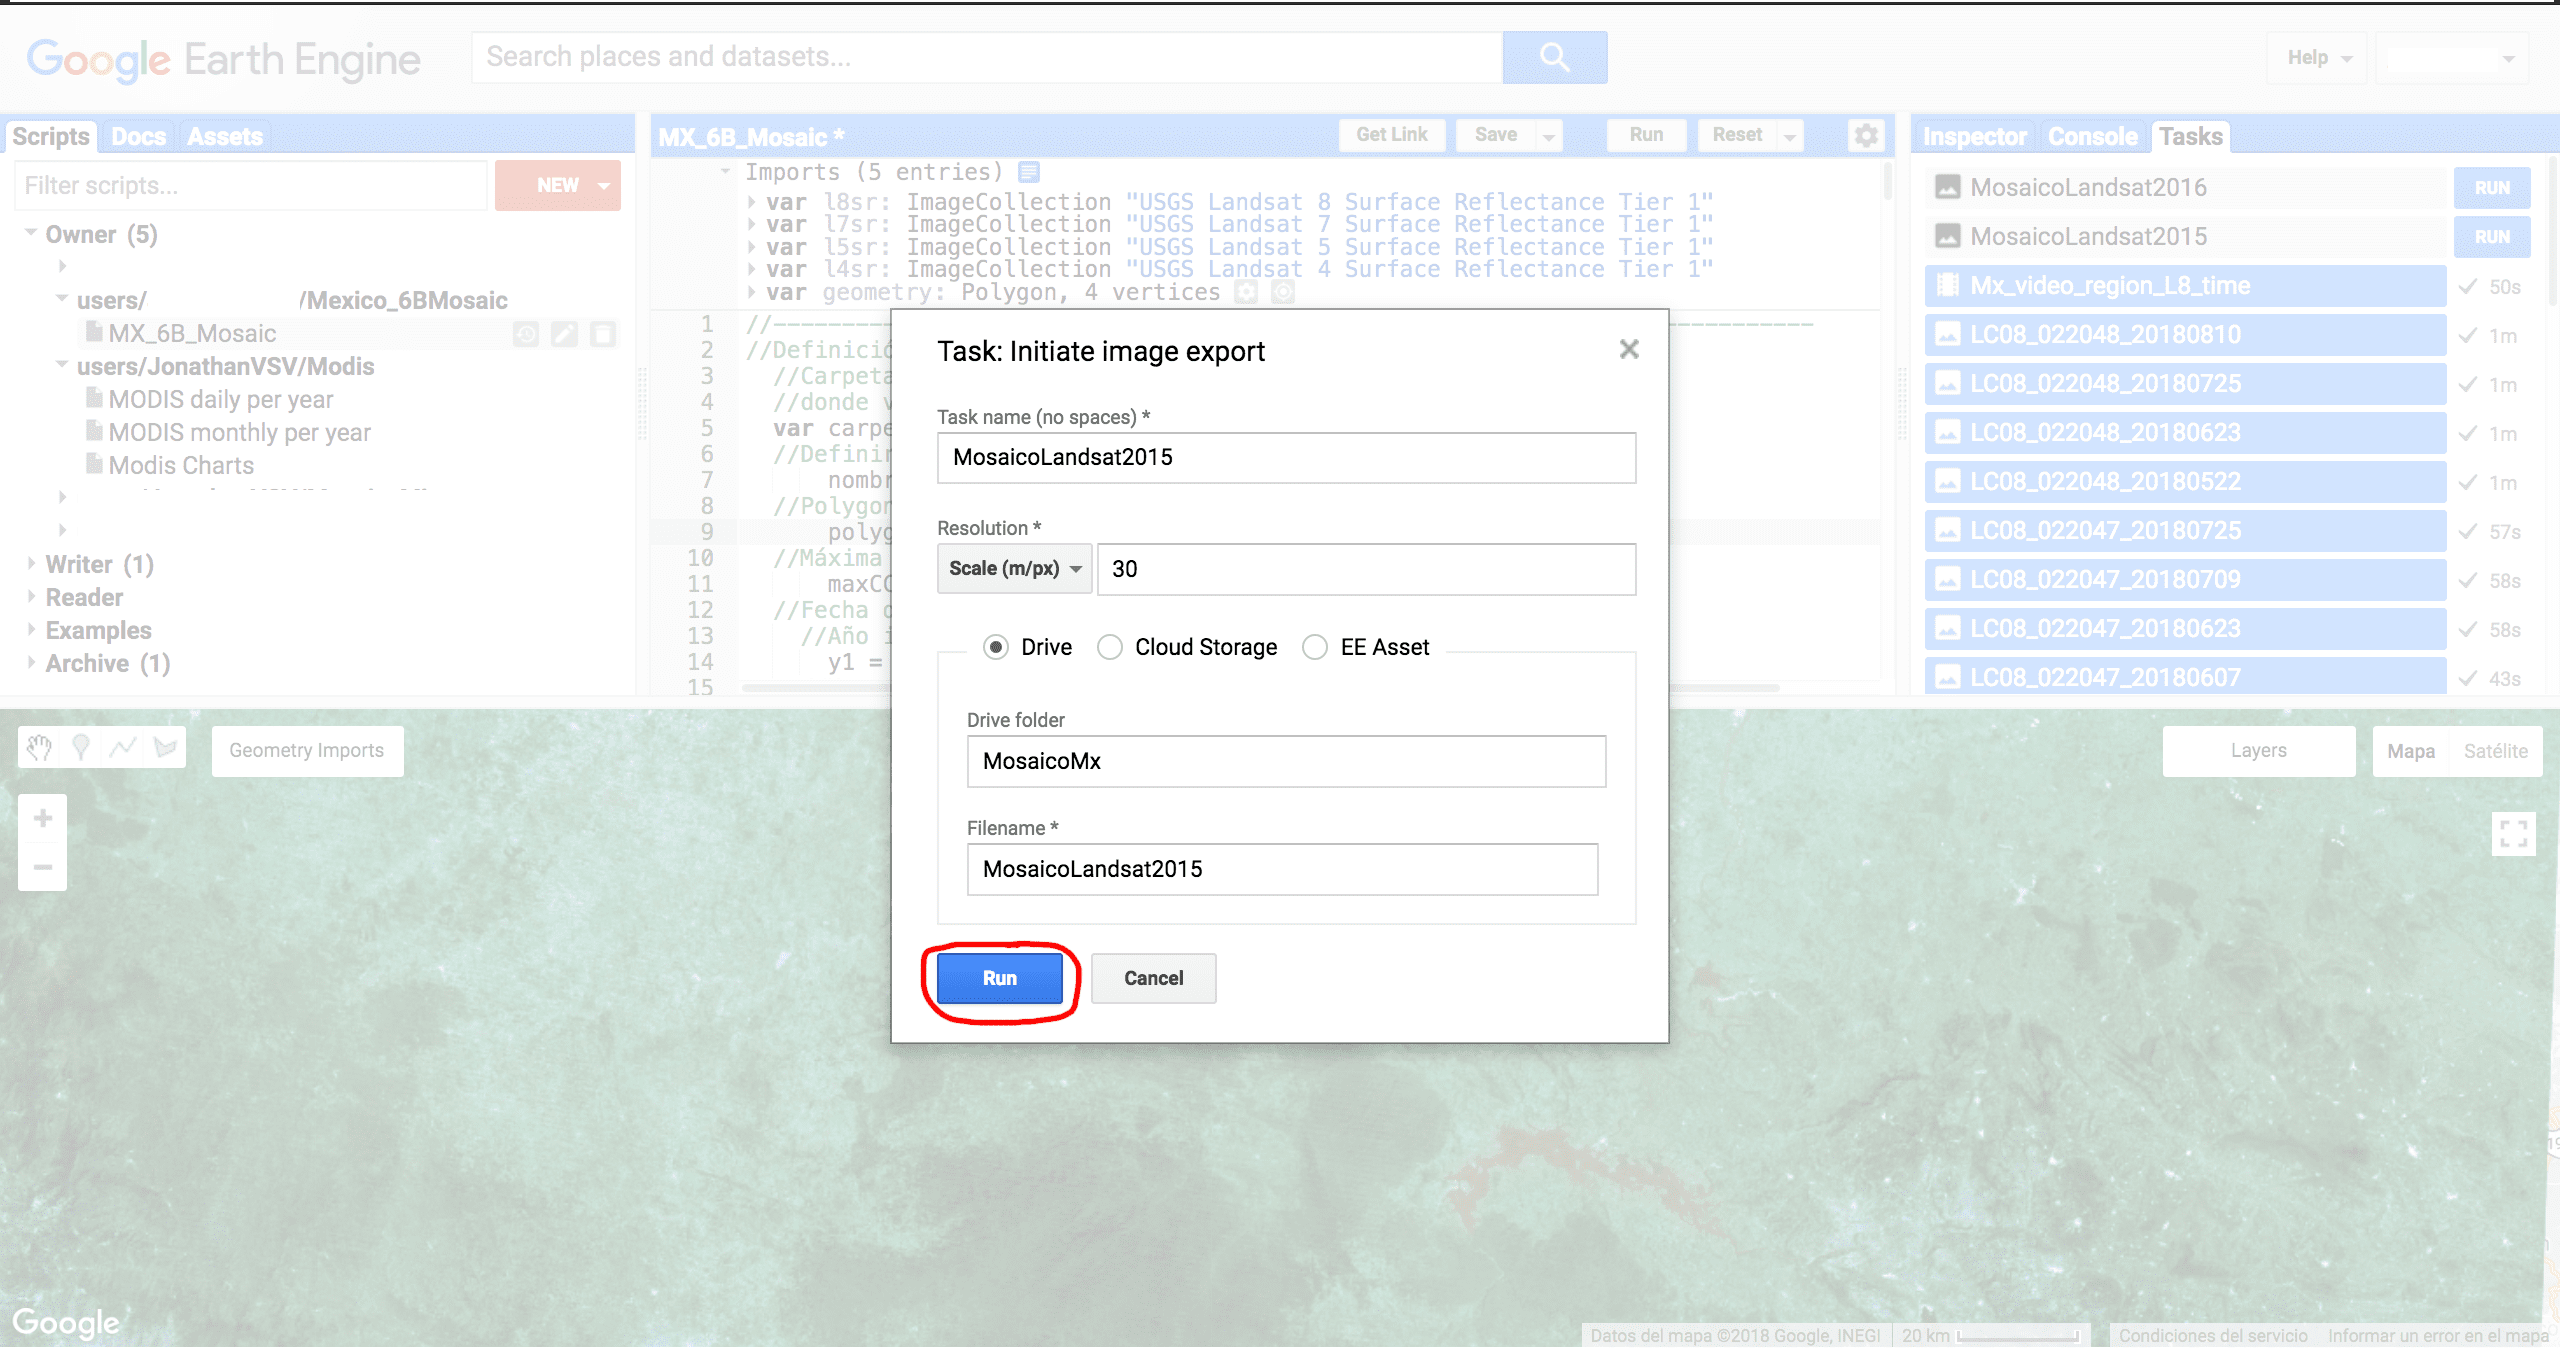 Google Earth Engine
Search places and datasets...
Help
Scripts
Docs
Assets
Filter scripts...
NEW
Owner (5)
users/ /Mexico_6BMosaic
MX_6B_Mosaic
users/JonathanVSV/Modis
MODIS daily per year
MODIS monthly per year
Modis Charts
Writer (1)
Reader
Examples
Archive (1)
MX_6B_Mosaic *
Get Link
Save
Run
Reset
Imports (5 entries)
var l8sr: ImageCollection "USGS Landsat 8 Surface Reflectance Tier 1"
var l7sr: ImageCollection "USGS Landsat 7 Surface Reflectance Tier 1"
var l5sr: ImageCollection "USGS Landsat 5 Surface Reflectance Tier 1"
var l4sr: ImageCollection "USGS Landsat 4 Surface Reflectance Tier 1"
var geometry: Polygon, 4 vertices
1 //----------------------------------------------------------------------------
2 //Definició
3 //Carpeta
4 //donde v
5 var carpe
6 //Definir
7 nombr
8 //Polygon
9 polyg
10 //Máxima
11 maxCC
12 //Fecha
13 //Año i
14 y1 =
15
Inspector
Console
Tasks
MosaicoLandsat2016 RUN
MosaicoLandsat2015 RUN
Mx_video_region_L8_time 50s
LC08_022048_20180810 1m
LC08_022048_20180725 1m
LC08_022048_20180623 1m
LC08_022048_20180522 1m
LC08_022047_20180725 57s
LC08_022047_20180709 58s
LC08_022047_20180623 58s
LC08_022047_20180607 43s
Task: Initiate image export
Task name (no spaces) *
MosaicoLandsat2015
Resolution *
Scale (m/px) 30
Drive
Cloud Storage
EE Asset
Drive folder
MosaicoMx
Filename *
MosaicoLandsat2015
Run
Cancel
Geometry Imports
Layers
Mapa
Satélite
Google
Datos del mapa ©2018 Google, INEGI
20 km
Condiciones del servicio
Informar un error en el mapa